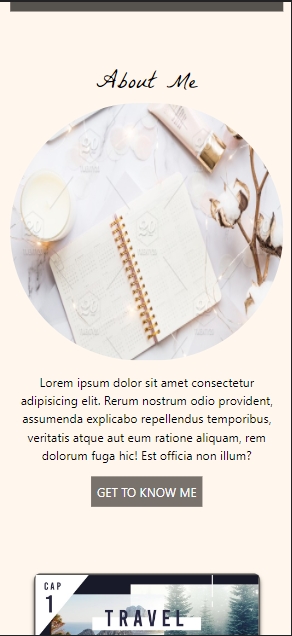 About Me
Lorem ipsum dolor sit amet consectetur
adipisicing elit. Rerum nostrum odio provident,
assumenda explicabo repellendus temporibus,
veritatis atque aut eum ratione aliquam, rem
dolorum fuga hic! Est officia non illum?
GET TO KNOW ME
CAP
1
TRAVEL